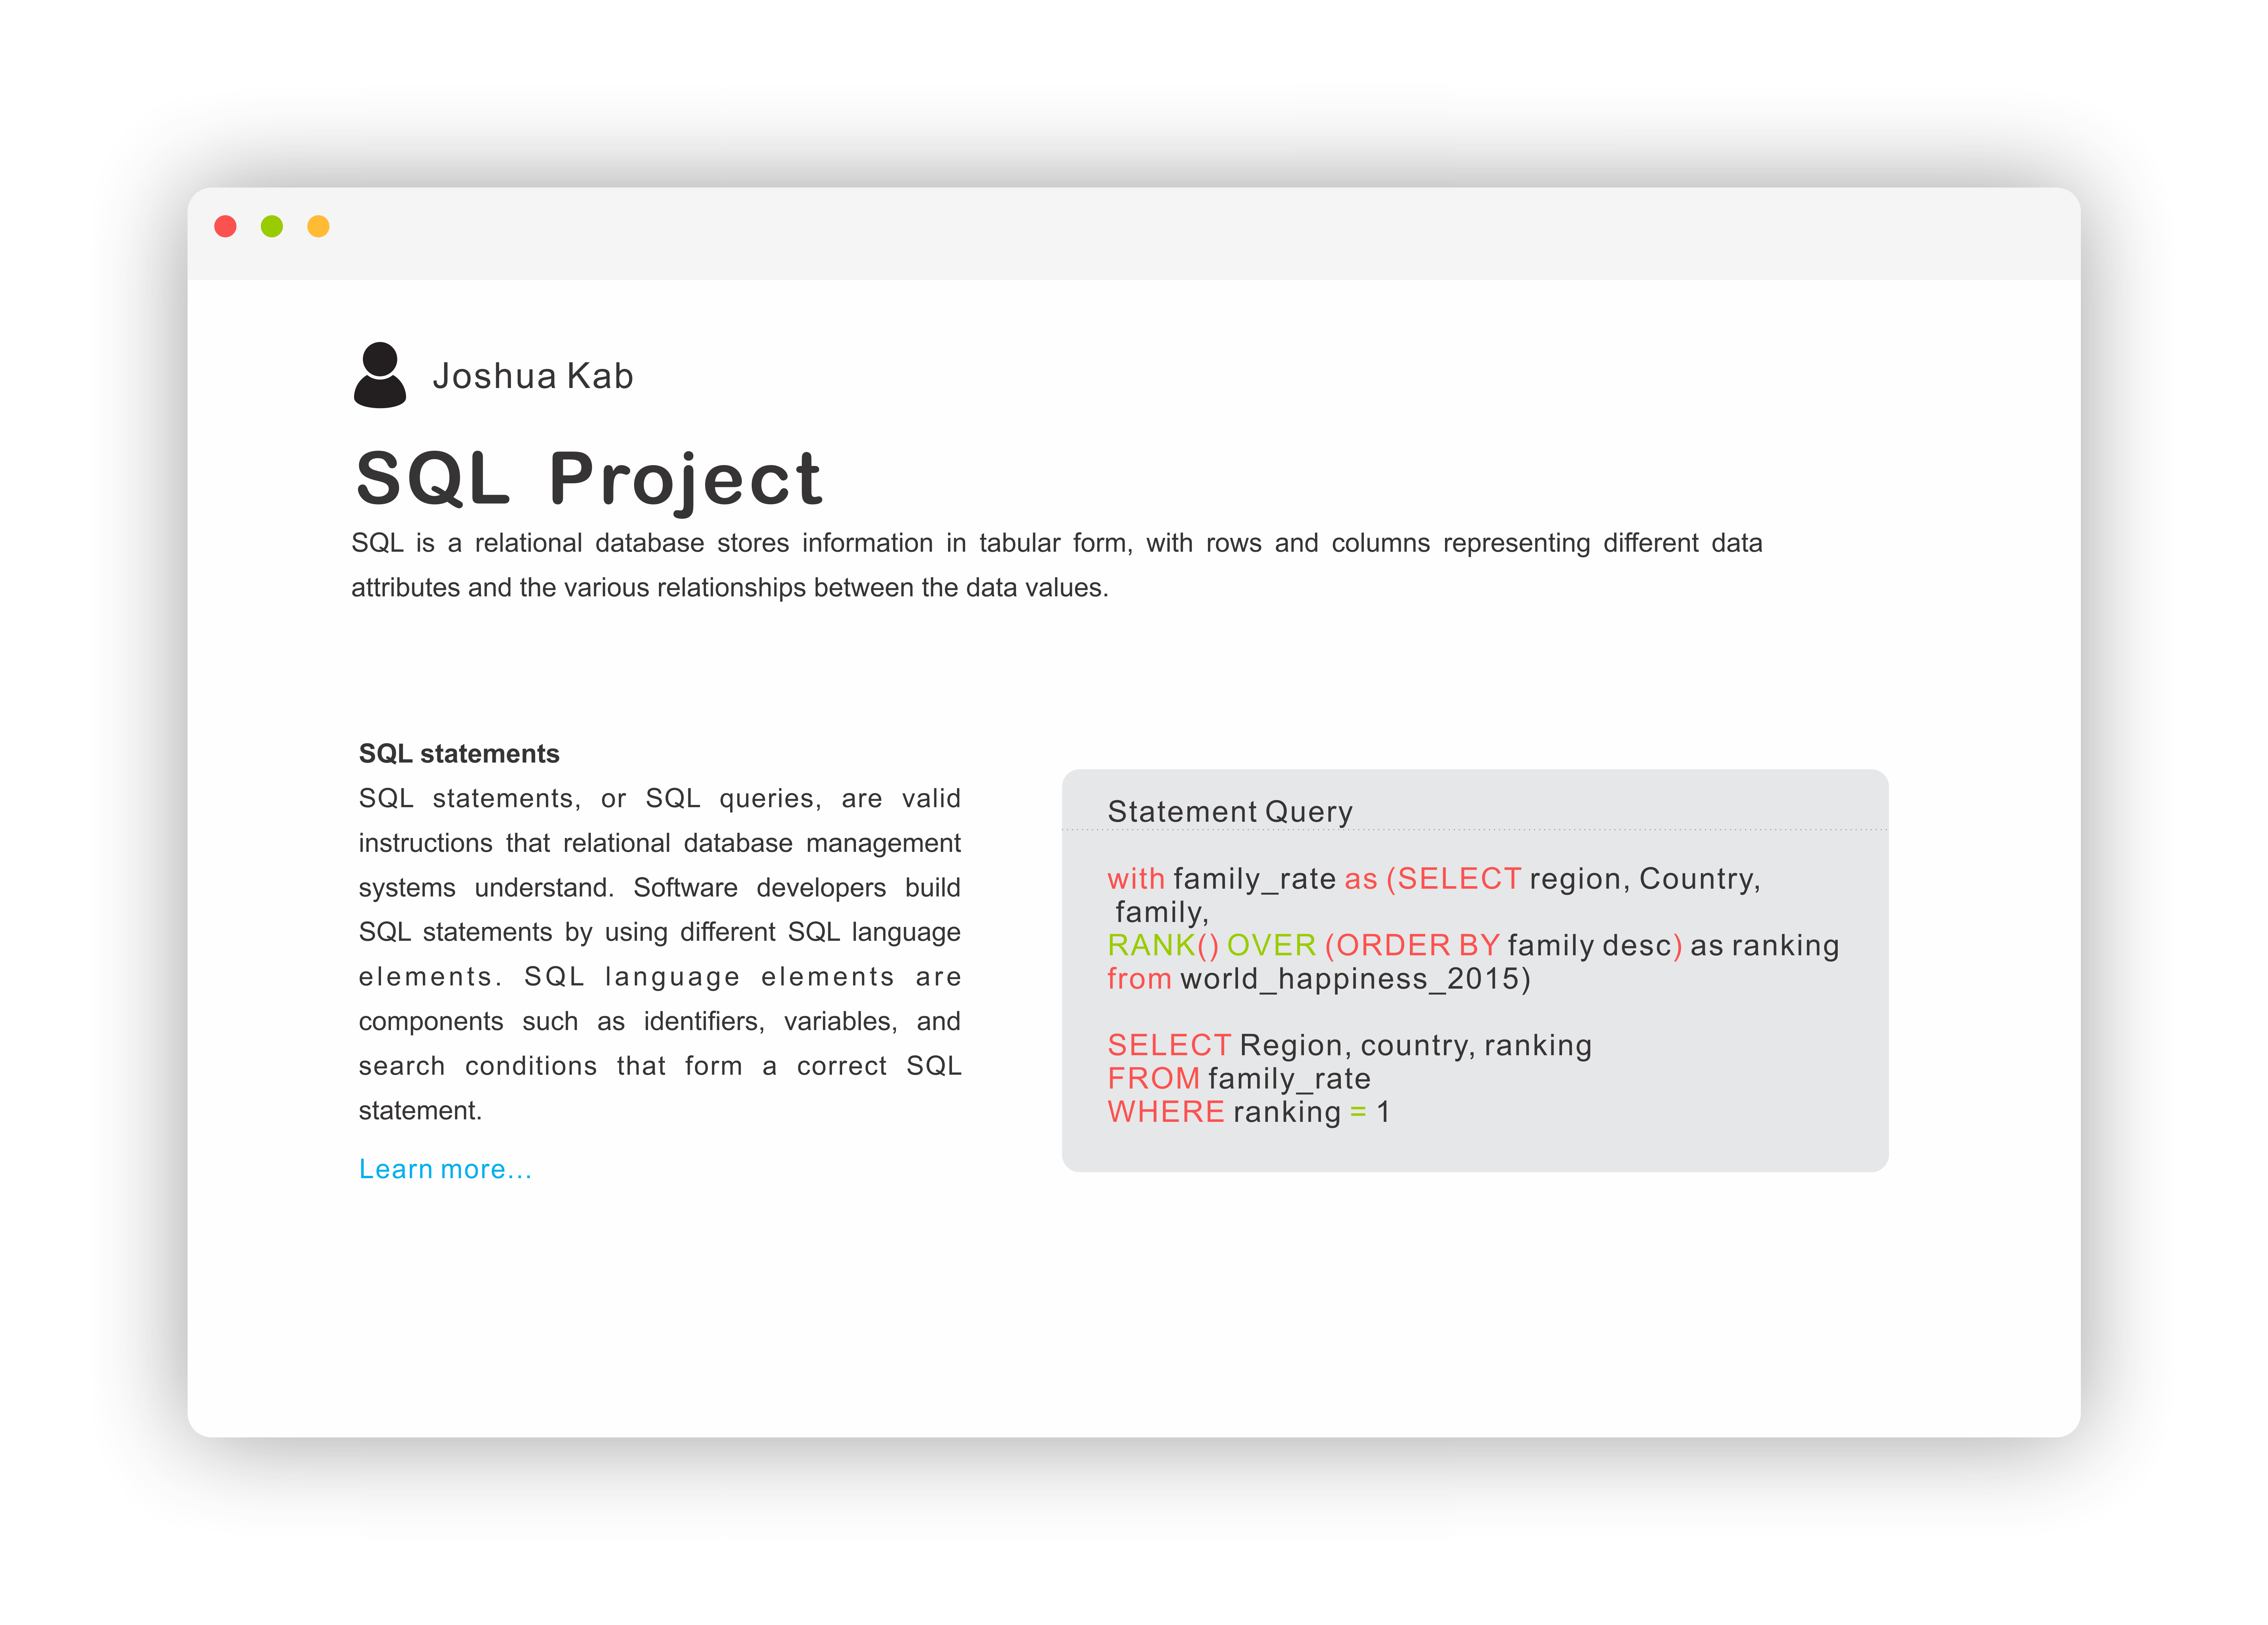 Joshua Kab
SQL Project
SQL is a relational database stores information in tabular form, with rows and columns representing different data
attributes and the various relationships between the data values.
SQL statements
SQL statements, or SQL queries, are valid
instructions that relational database management
systems understand. Software developers build
SQL statements by using different SQL language
elements. SQL language elements are
components such as identifiers, variables, and
search conditions that form a correct SQL
statement.
Learn more...
Statement Query
with family_rate as (SELECT region, Country,
family,
RANK() OVER (ORDER BY family desc) as ranking
from world_happiness_2015)
SELECT Region, country, ranking
FROM family_rate
WHERE ranking = 1